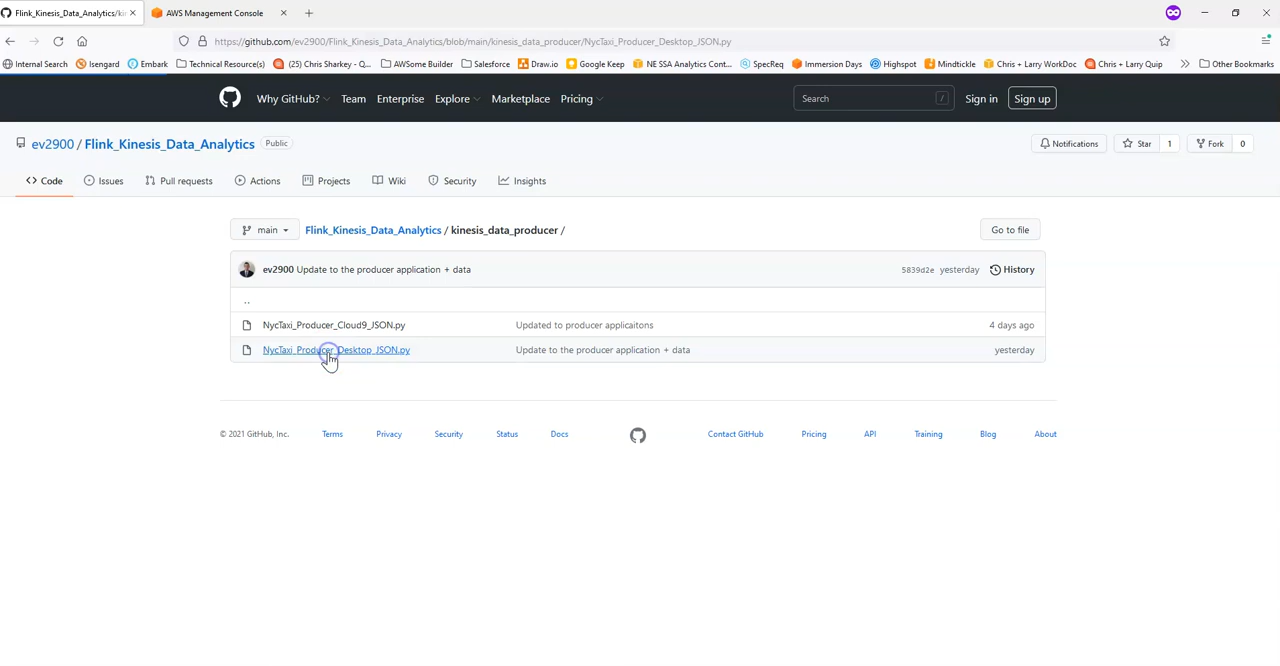 Flink_Kinesis_Data_Analytics/kin
AWS Management Console
https://github.com/ev2900/Flink_Kinesis_Data_Analytics/blob/main/kinesis_data_producer/NycTaxi_Producer_Desktop_JSON.py
Internal Search
Isengard
Embark
Technical Resource(s)
(25) Chris Sharkey - Q...
AWSome Builder
Salesforce
Draw.io
Google Keep
NE SSA Analytics Cont...
SpecReq
Immersion Days
Highspot
Mindtickle
Chris + Larry WorkDoc
Chris + Larry Quip
Other Bookmarks
Why GitHub?
Team
Enterprise
Explore
Marketplace
Pricing
Search
/
Sign in
Sign up
ev2900 / Flink_Kinesis_Data_Analytics
Public
Notifications
Star
1
Fork
0
Code
Issues
Pull requests
Actions
Projects
Wiki
Security
Insights
main
Flink_Kinesis_Data_Analytics / kinesis_data_producer /
Go to file
ev2900 Update to the producer application + data
5839d2e yesterday
History
..
NycTaxi_Producer_Cloud9_JSON.py
Updated to producer applicaitons
4 days ago
NycTaxi_Producer_Desktop_JSON.py
Update to the producer application + data
yesterday
© 2021 GitHub, Inc.
Terms
Privacy
Security
Status
Docs
Contact GitHub
Pricing
API
Training
Blog
About